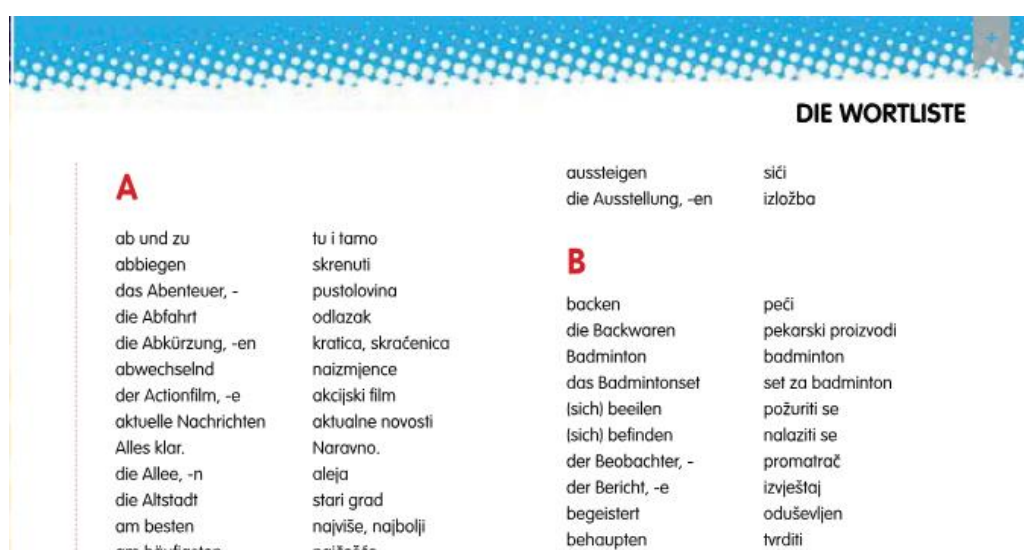 DIE WORTLISTE
A
ab und zu tu i tamo
abbiegen skrenuti
das Abenteuer, - pustolovina
die Abfahrt odlazak
die Abkürzung, -en kratica, skraćenica
abwechselnd naizmjence
der Actionfilm, -e akcijski film
aktuelle Nachrichten aktualne novosti
Alles klar. Naravno.
die Allee, -n aleja
die Altstadt stari grad
am besten najviše, najbolji
am häufigsten najčešće
aussteigen sići
die Ausstellung, -en izložba
B
backen peći
die Backwaren pekarski proizvodi
Badminton badminton
das Badmintonset set za badminton
(sich) beeilen požuriti se
(sich) befinden nalaziti se
der Beobachter, - promatrač
der Bericht, -e izvještaj
begeistert oduševljen
behaupten tvrditi